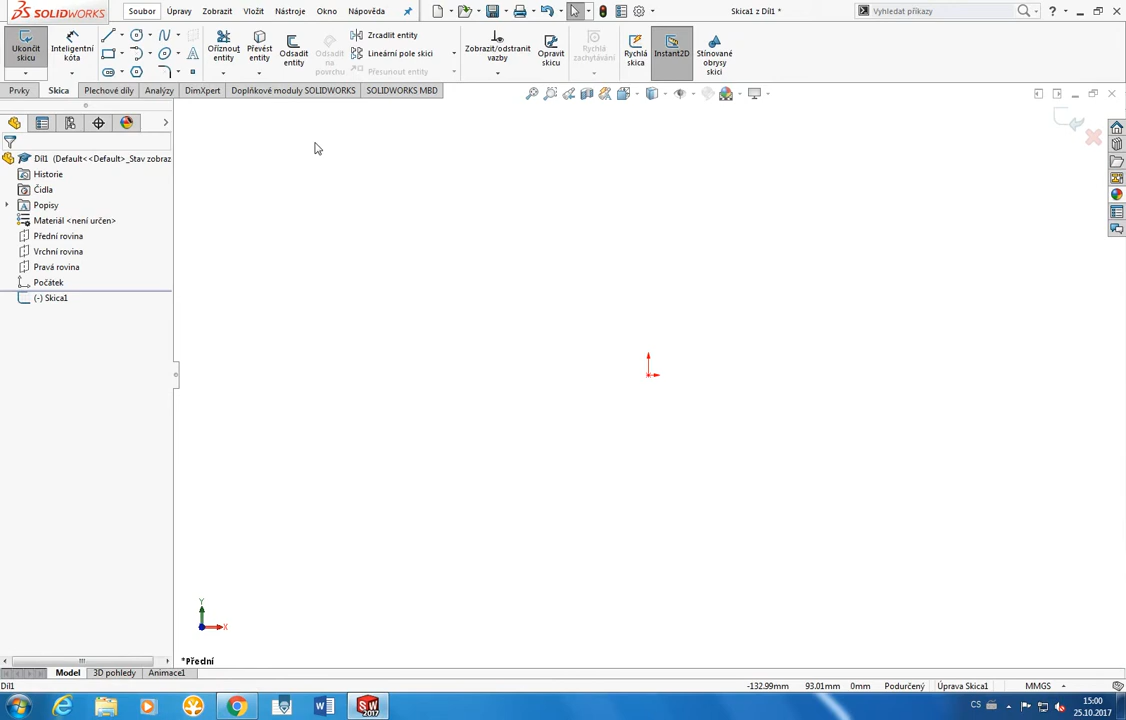 SOLIDWORKS Soubor Úpravy Zobrazit Vložit Nástroje Okno Nápověda Skica1 z Díl1 * Vyhledat příkazy ?
Ukončit skicu
Inteligentní kóta
Oříznout entity
Převést entity
Odsadit entity
Odsadit na povrchu
Zrcadlit entity
Lineární pole skici
Přesunout entity
Zobrazit/odstranit vazby
Opravit skicu
Rychlá zachytávání
Rychlá skica
Instant2D
Stínované obrysy skici
Prvky Skica Plechové díly Analýzy DimXpert Doplňkové moduly SOLIDWORKS SOLIDWORKS MBD
Díl1 (Default<<Default>_Stav zobraz
Historie
Čidla
Popisy
Materiál <není určen>
Přední rovina
Vrchní rovina
Pravá rovina
Počátek
(-) Skica1
Y
X
*Přední
Model 3D pohledy Animace1
Díl1 -132.99mm 93.01mm 0mm Podurčený Úprava Skica1 MMGS
CS 15:00
25.10.2017